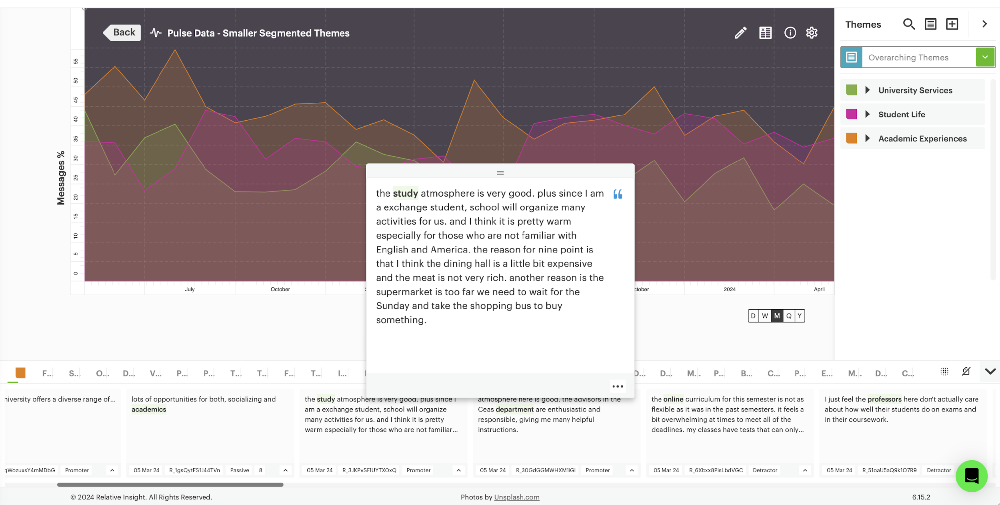 Back
Pulse Data - Smaller Segmented Themes
Themes
Overarching Themes
University Services
Student Life
Academic Experiences
Messages %
55
50
45
40
35
30
25
20
15
10
5
0
July
October
ctober
2024
April
the study atmosphere is very good. plus since I am
a exchange student, school will organize many
activities for us. and I think it is pretty warm
especially for those who are not familiar with
English and America. the reason for nine point is
that I think the dining hall is a little bit expensive
and the meat is not very rich. another reason is the
supermarket is too far we need to wait for the
Sunday and take the shopping bus to buy
something.
D W M Q Y
F... S... O... D... V... P... P... T... T... F... T... I... D... D... M... P... B... C... P... E... M... D... C...
niversity offers a diverse range of...
lots of opportunities for both, socializing and
academics
the study atmosphere is very good. plus since I
am a exchange student, school will organize
many activities for us. and I think it is pretty
warm especially for those who are not familiar...
atmosphere here is good. the advisors in the
Ceas department are enthusiastic and
responsible, giving me many helpful
instructions.
the online curriculum for this semester is not as
flexible as it was in the past semesters. it feels a
bit overwhelming at times to meet all of the
deadlines. my classes have tests that can only...
I just feel the professors here don't actually care
about how well their students do on exams and
in their coursework.
qWozuusY4mMDbG Promoter
05 Mar 24 R_1gsQytFS1J44TVn Passive 8
05 Mar 24 R_3JKPvSFIUYTXOxQ Promoter
05 Mar 24 R_30GdGGMWHXM1iGl Promoter
05 Mar 24 R_6Xbxx8PisLbdVGC Detractor
05 Mar 24 R_51oaU5aQ9k1O7R9 Detractor
© 2024 Relative Insight. All Rights Reserved.
Photos by Unsplash.com
6.15.2